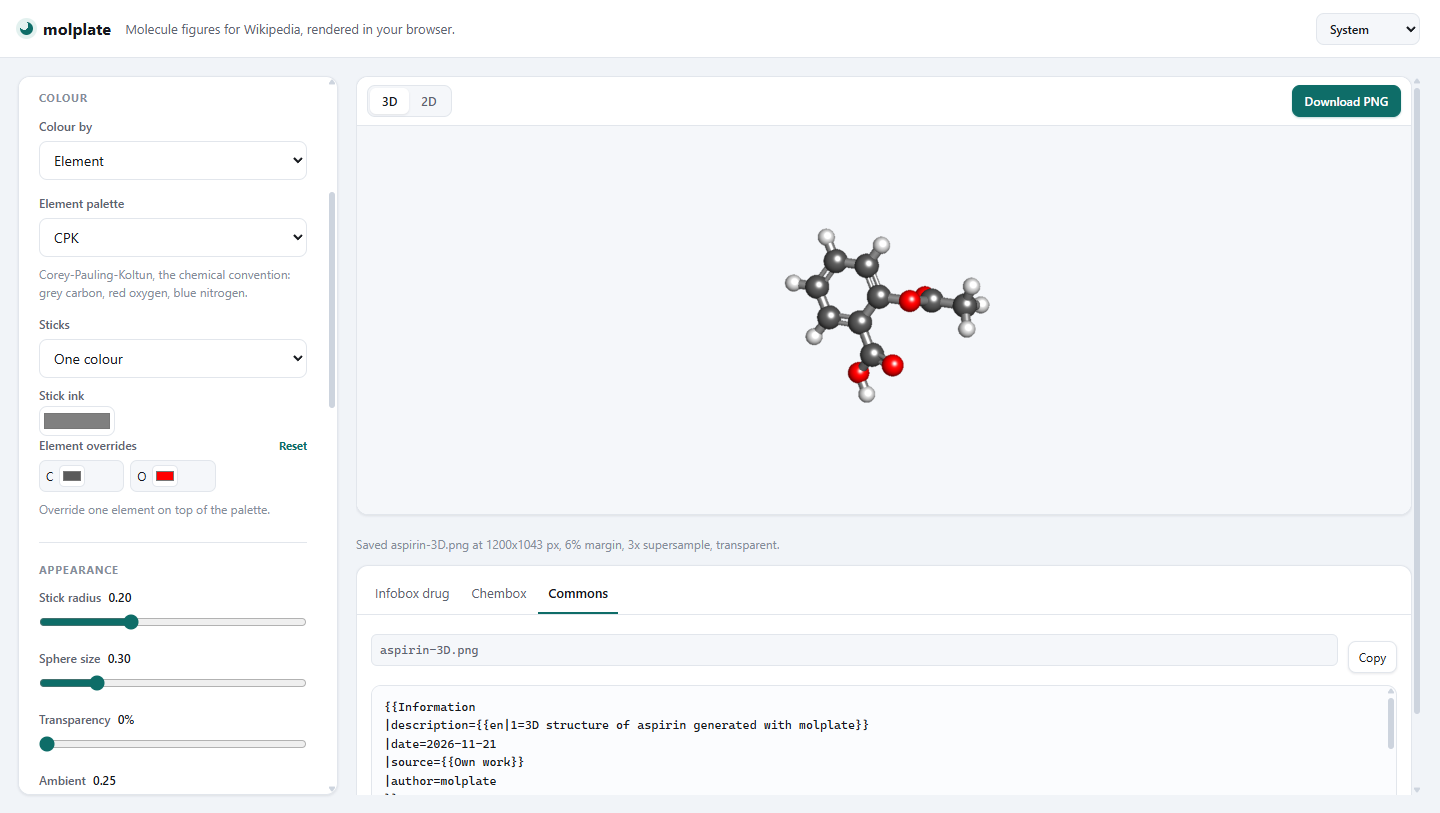 molplate
Molecule figures for Wikipedia, rendered in your browser.
System
COLOUR
Colour by
Element
Element palette
CPK
Corey-Pauling-Koltun, the chemical convention:
grey carbon, red oxygen, blue nitrogen.
Sticks
One colour
Stick ink
Element overrides Reset
C O
Override one element on top of the palette.
APPEARANCE
Stick radius 0.20
Sphere size 0.30
Transparency 0%
Ambient 0.25
3D 2D
Download PNG
Saved aspirin-3D.png at 1200x1043 px, 6% margin, 3x supersample, transparent.
Infobox drug Chembox Commons
aspirin-3D.png
Copy
{{Information
|description={{en|1=3D structure of aspirin generated with molplate}}
|date=2026-11-21
|source={{Own work}}
|author=molplate